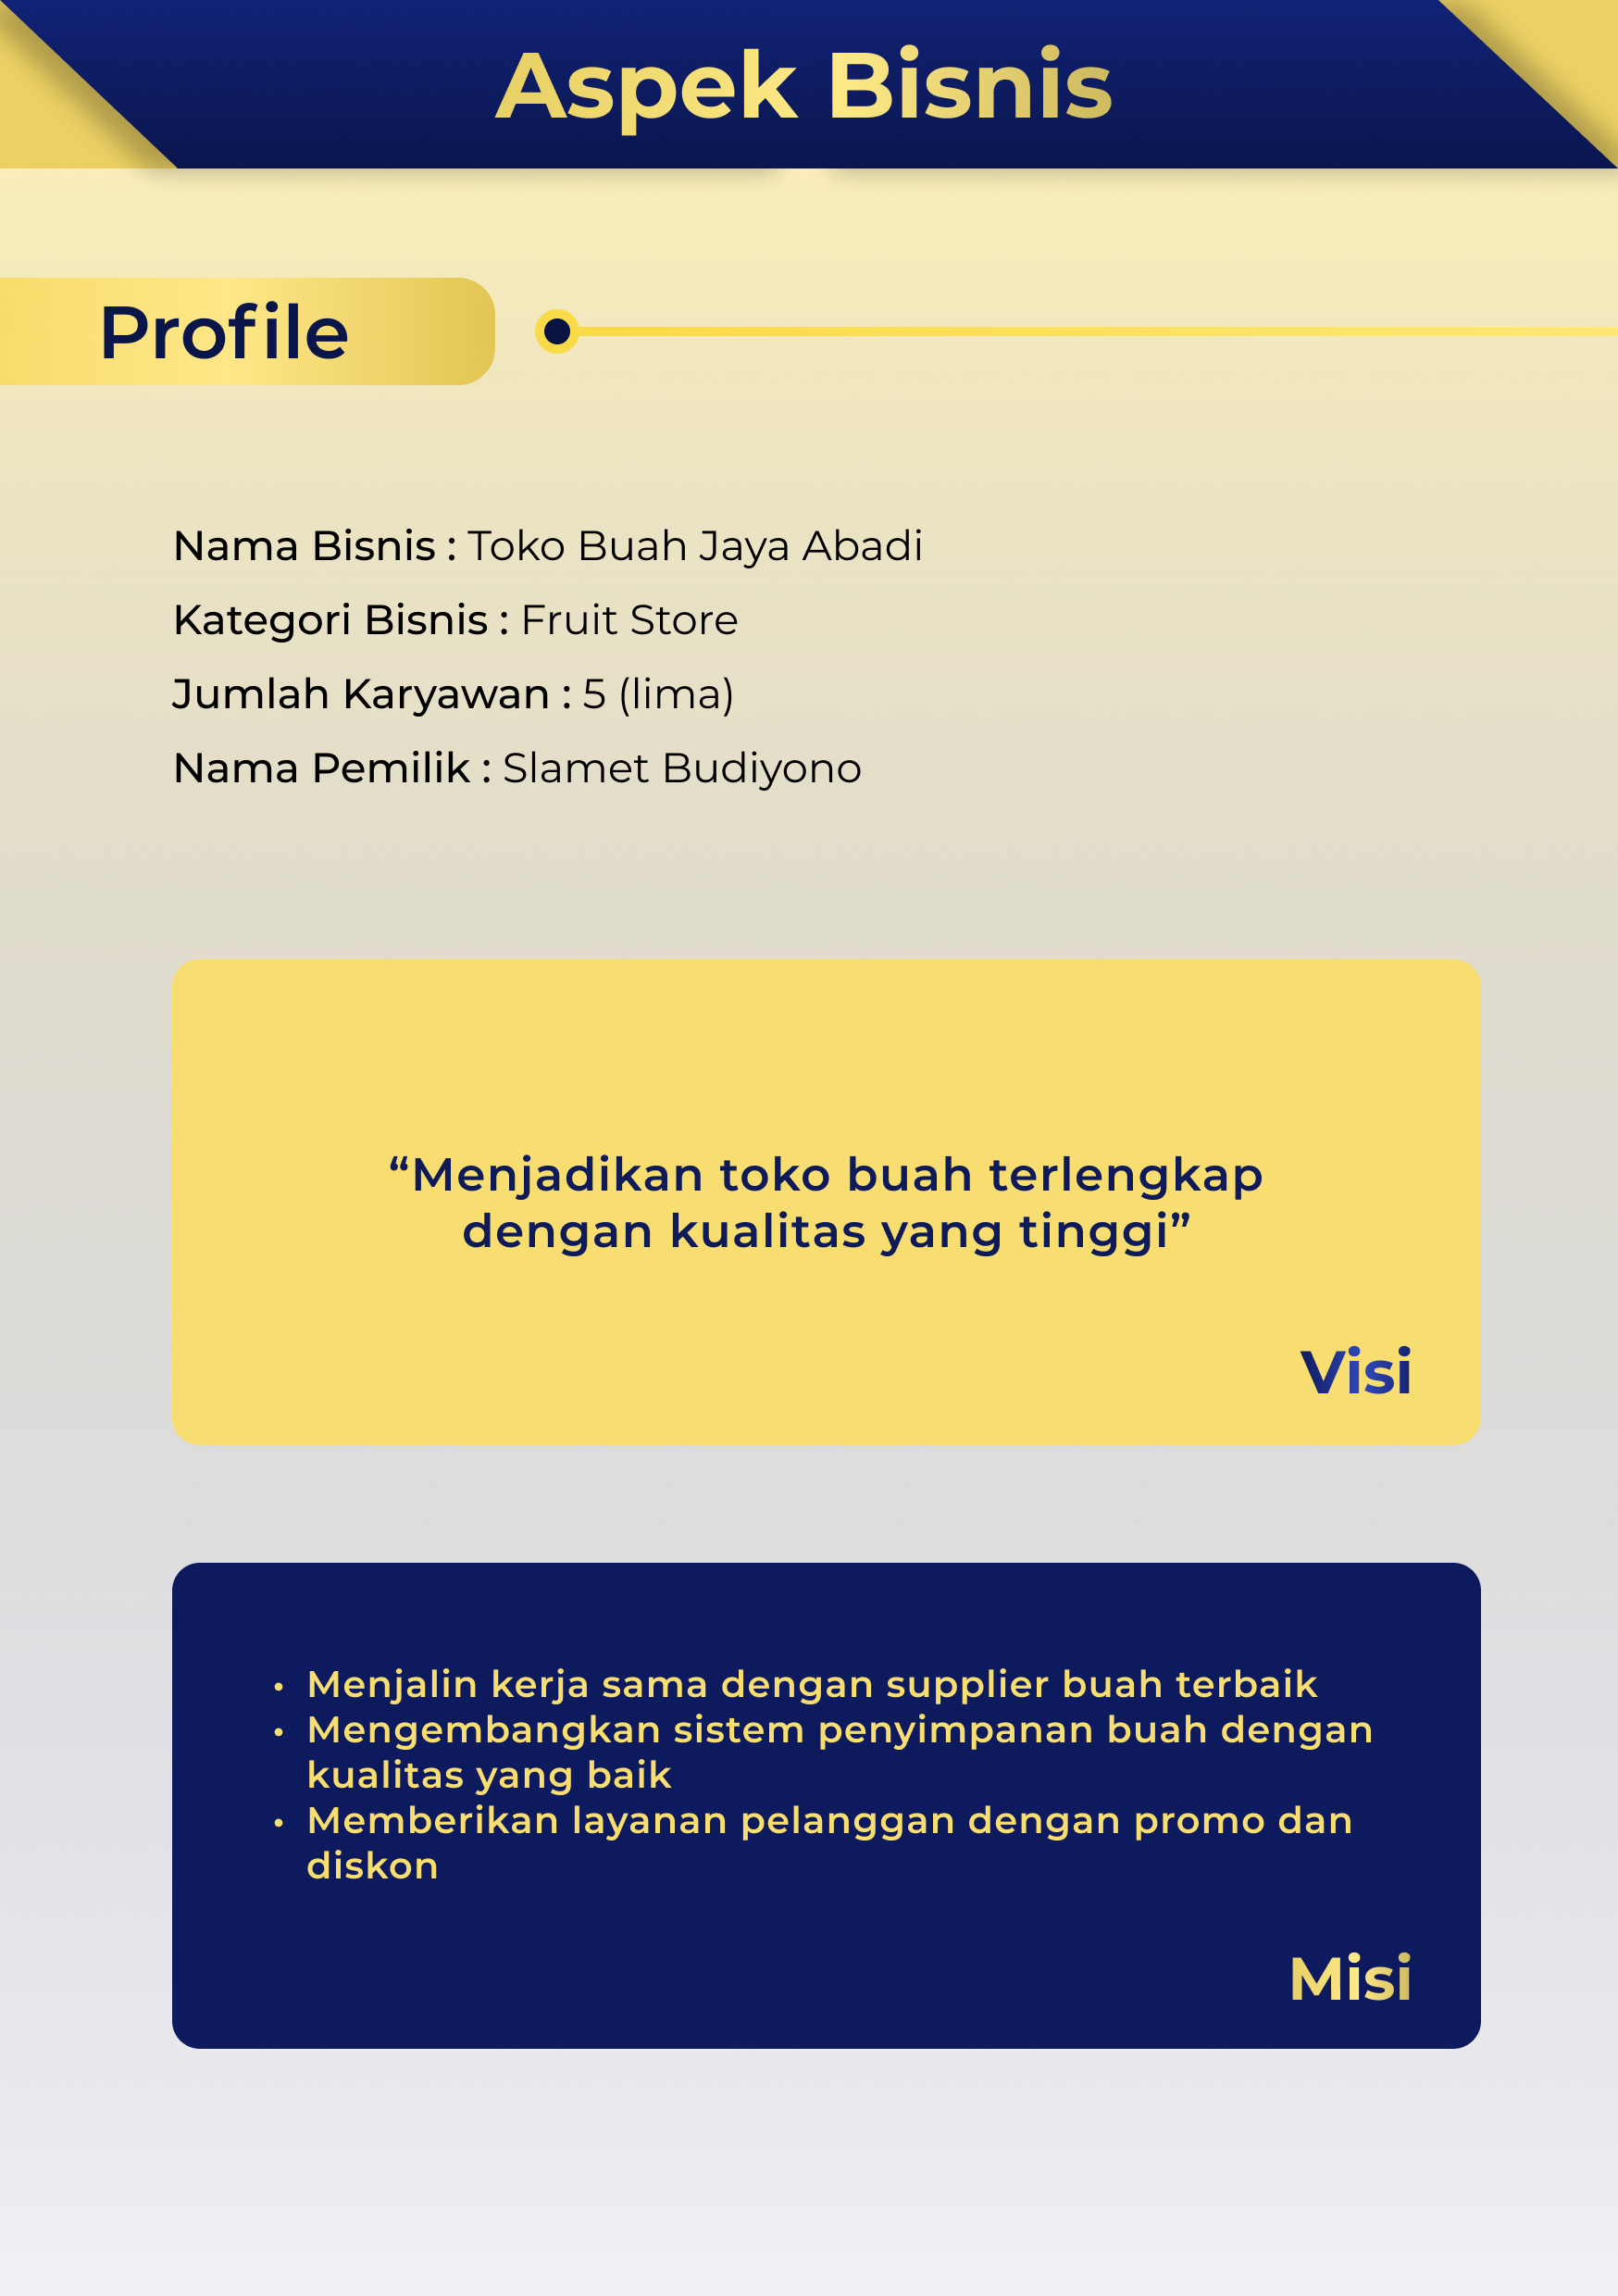 Aspek Bisnis
Profile
Nama Bisnis : Toko Buah Jaya Abadi
Kategori Bisnis : Fruit Store
Jumlah Karyawan : 5 (lima)
Nama Pemilik : Slamet Budiyono
“Menjadikan toko buah terlengkap
dengan kualitas yang tinggi”
Visi
• Menjalin kerja sama dengan supplier buah terbaik
• Mengembangkan sistem penyimpanan buah dengan
kualitas yang baik
• Memberikan layanan pelanggan dengan promo dan
diskon
Misi